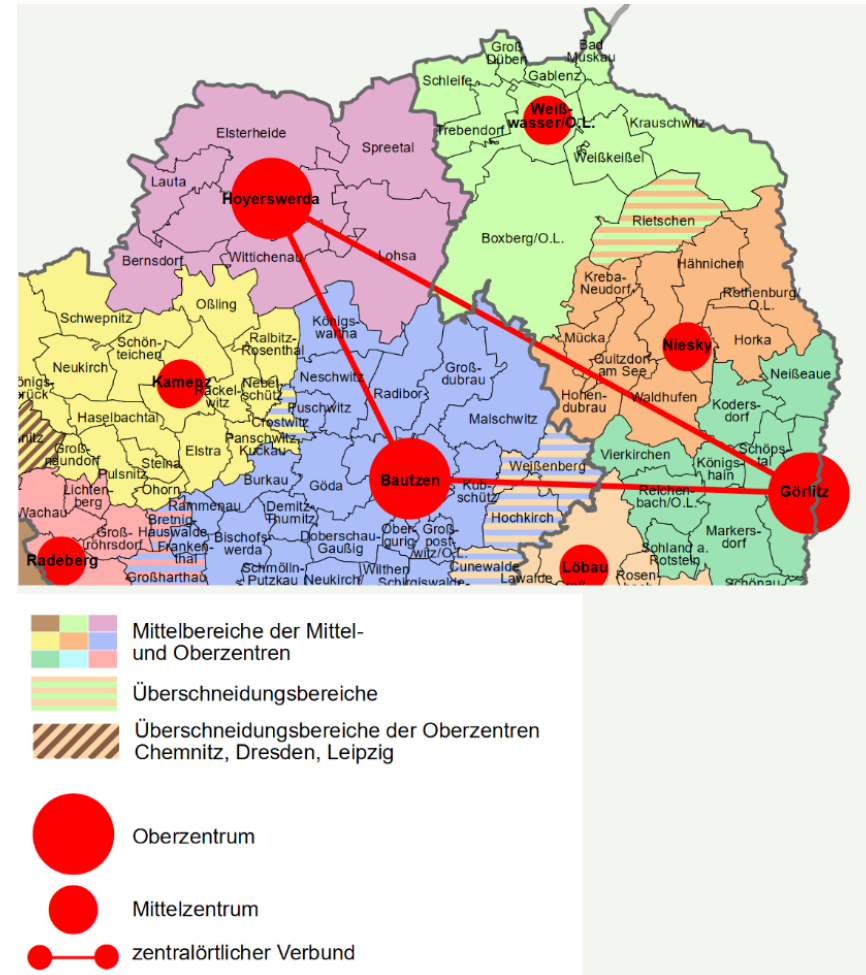 Groß
Düben
Bad
Muskau
Gablenz
Schleife
Weiß-
wasser/O.L.
Trebendorf
Krauschwitz
Weißkeißel
Elsterheide
Spreetal
Lauta
Hoyerswerda
Rietschen
Boxberg/O.L.
Bernsdorf
Wittichenau
Lohsa
Hähnichen
Kreba-
Neudorf
Rothenburg/
O.L.
Oßling
Schwepnitz
Königs-
wartha
Schön-
teichen
Ralbitz-
Rosenthal
Mücka
Niesky
Horka
Neukirch
Groß-
dubrau
Quitzdorf
am See
Kamenz
Räckel-
witz
Nebel-
schütz
Neschwitz
Radibor
Neißeaue
Puschwitz
Hohen-
dubrau
Waldhufen
Haselbachtal
Crostwitz
Malschwitz
Koders-
dorf
Groß-
naundorf
Steina
Elstra
Panschwitz-
Kuckau
Vierkirchen
Schöps-
tal
Pulsnitz
Weißenberg
Königs-
hain
Ohorn
Burkau
Göda
Bautzen
Kub-
schütz
Görlitz
Lichten-
berg
Reichen-
bach/O.L.
Wachau
Rammenau
Demitz-
Thumitz
Hochkirch
Groß-
röhrsdorf
Bretnig-
Hauswalde
Bischofs-
werda
Ober-
gurig
Groß-
post-
witz/O.L.
Markers-
dorf
Franken-
thal
Doberschau-
Gaußig
Radeberg
Sohland a.
Rotstein
Löbau
Großharthau
Schmölln-
Putzkau
Neukirch
Wilthen
Schirgiswalde-
Cunewalde
Lawalde
Rosen-
Schönau-
Mittelbereiche der Mittel-
und Oberzentren
Überschneidungsbereiche
Überschneidungsbereiche der Oberzentren
Chemnitz, Dresden, Leipzig
Oberzentrum
Mittelzentrum
zentralörtlicher Verbund